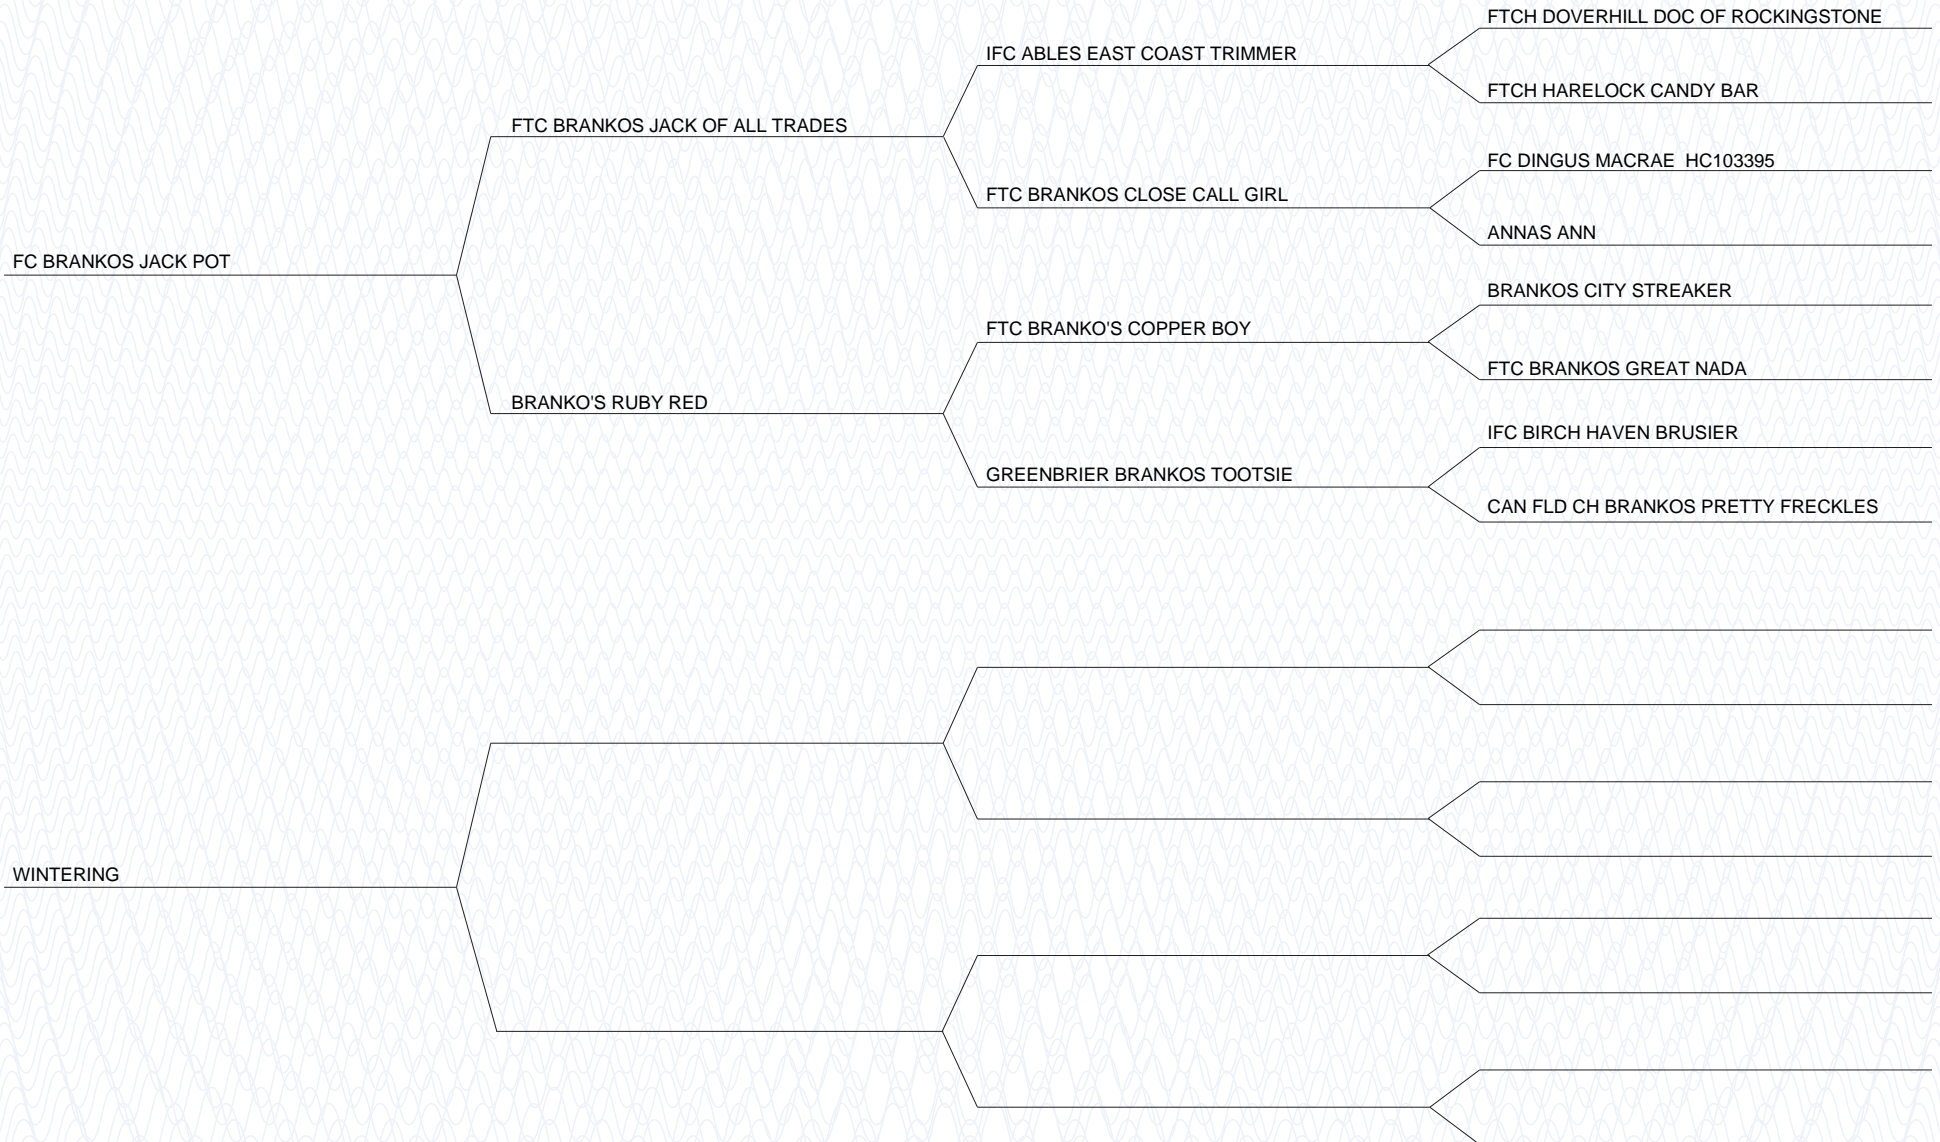 FTCH DOVERHILL DOC OF ROCKINGSTONE
IFC ABLES EAST COAST TRIMMER
FTCH HARELOCK CANDY BAR
FTC BRANKOS JACK OF ALL TRADES
FC DINGUS MACRAE  HC103395
FTC BRANKOS CLOSE CALL GIRL
ANNAS ANN
FC BRANKOS JACK POT
BRANKOS CITY STREAKER
FTC BRANKO'S COPPER BOY
FTC BRANKOS GREAT NADA
BRANKO'S RUBY RED
IFC BIRCH HAVEN BRUSIER
GREENBRIER BRANKOS TOOTSIE
CAN FLD CH BRANKOS PRETTY FRECKLES
WINTERING